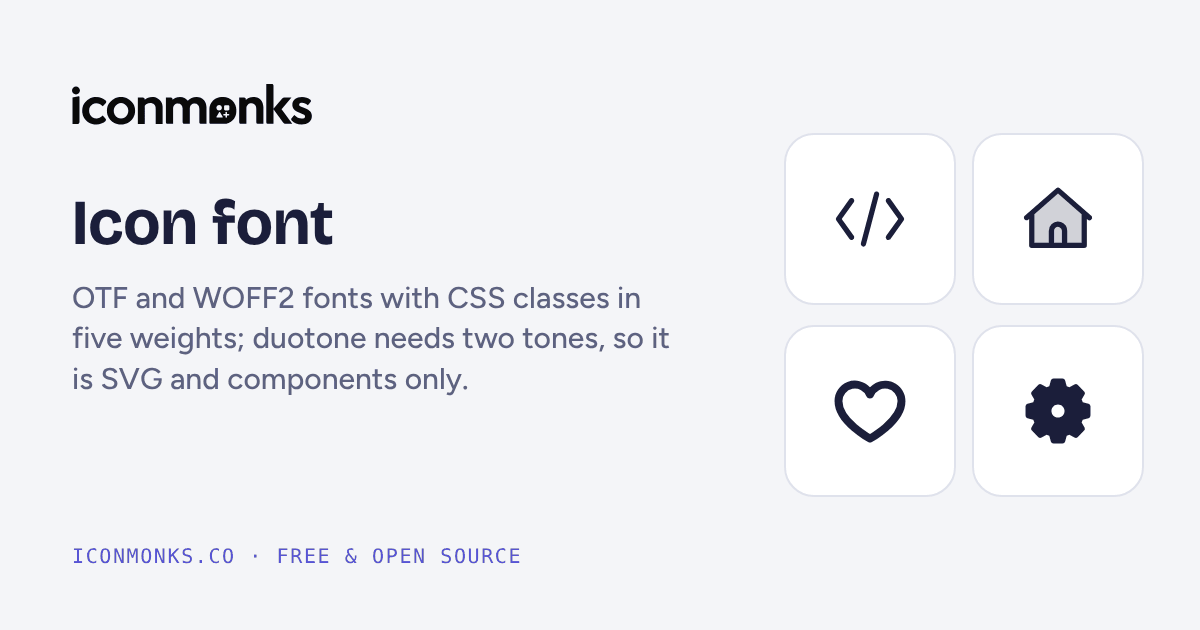 iconmonks
Icon font
OTF and WOFF2 fonts with CSS classes in
five weights; duotone needs two tones, so it
is SVG and components only.
ICONMONKS.CO · FREE & OPEN SOURCE